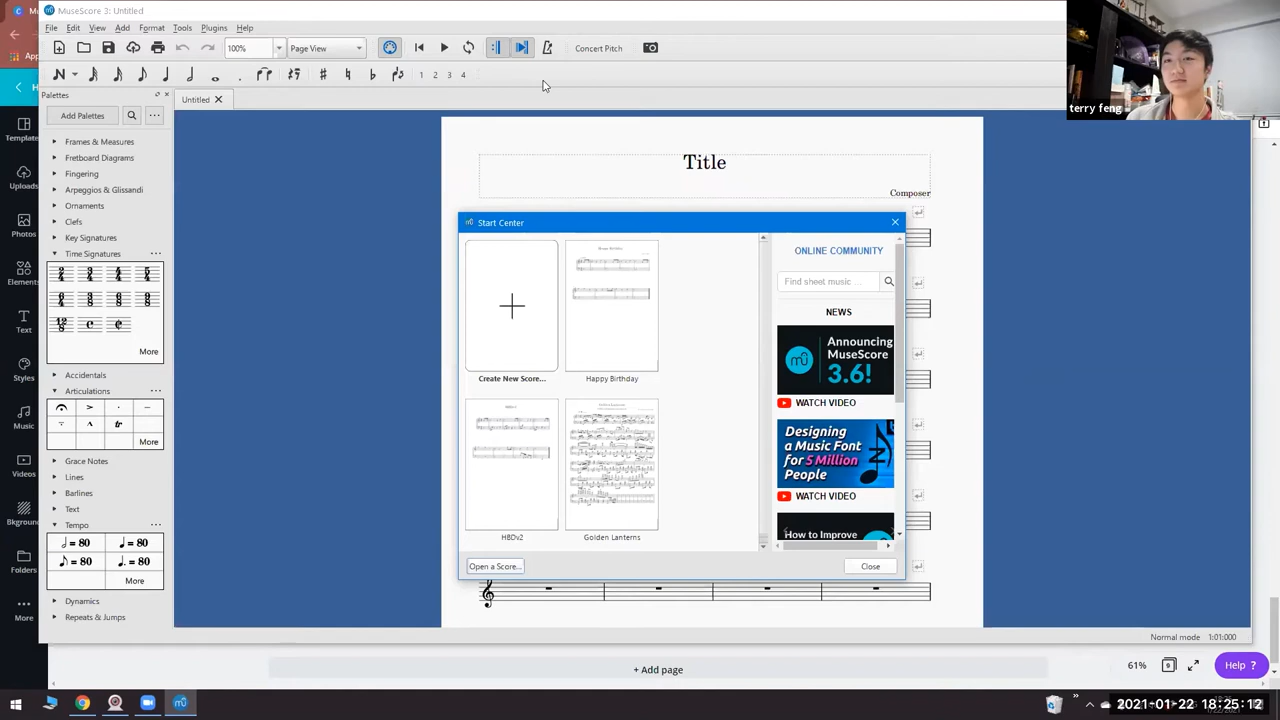 MuseScore 3: Untitled
File Edit View Add Format Tools Plugins Help
100% Page View Concert Pitch
1 2 3 4
Palettes
Untitled
Add Palettes
...
Frames & Measures
Fretboard Diagrams
Fingering
Arpeggios & Glissandi
Ornaments
Clefs
Key Signatures
Time Signatures
More
Accidentals
Articulations
More
Grace Notes
Lines
Barlines
Text
Tempo
= 80 = 80
= 80 = 80
More
Dynamics
Repeats & Jumps
Template
Uploads
Photos
Elements
Text
Styles
Music
Videos
Bkground
Folders
More
Title
Composer
Start Center
Create New Score...
Happy Birthday
HBDv2
Golden Lanterns
Open a Score...
ONLINE COMMUNITY
Find sheet music ...
NEWS
Announcing
MuseScore
3.6!
WATCH VIDEO
Designing
a Music Font
for 5 Million
People
WATCH VIDEO
How to Improve
Close
terry feng
Normal mode 1:01:000
+ Add page
61% 9 Help ?
2021-01-22 18:25:12